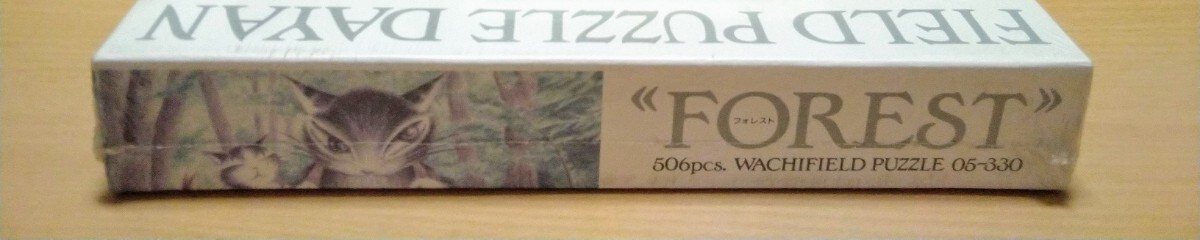 FIELD PUZZLE DAYAN
«FOREST»
フォレスト
506pcs. WACHIFIELD PUZZLE 05-330